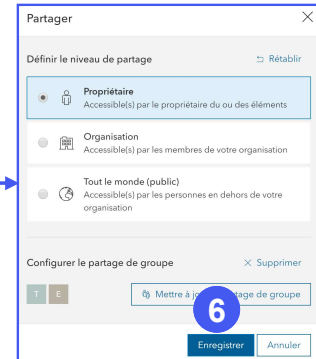 Partager
Définir le niveau de partage
Rétablir
Propriétaire
Accessible(s) par le propriétaire du ou des éléments
Organisation
Accessible(s) par les membres de votre organisation
Tout le monde (public)
Accessible(s) par les personnes en dehors de votre
organisation
Configurer le partage de groupe
Supprimer
T E
Mettre à tage de groupe
6
Enregistrer
Annuler